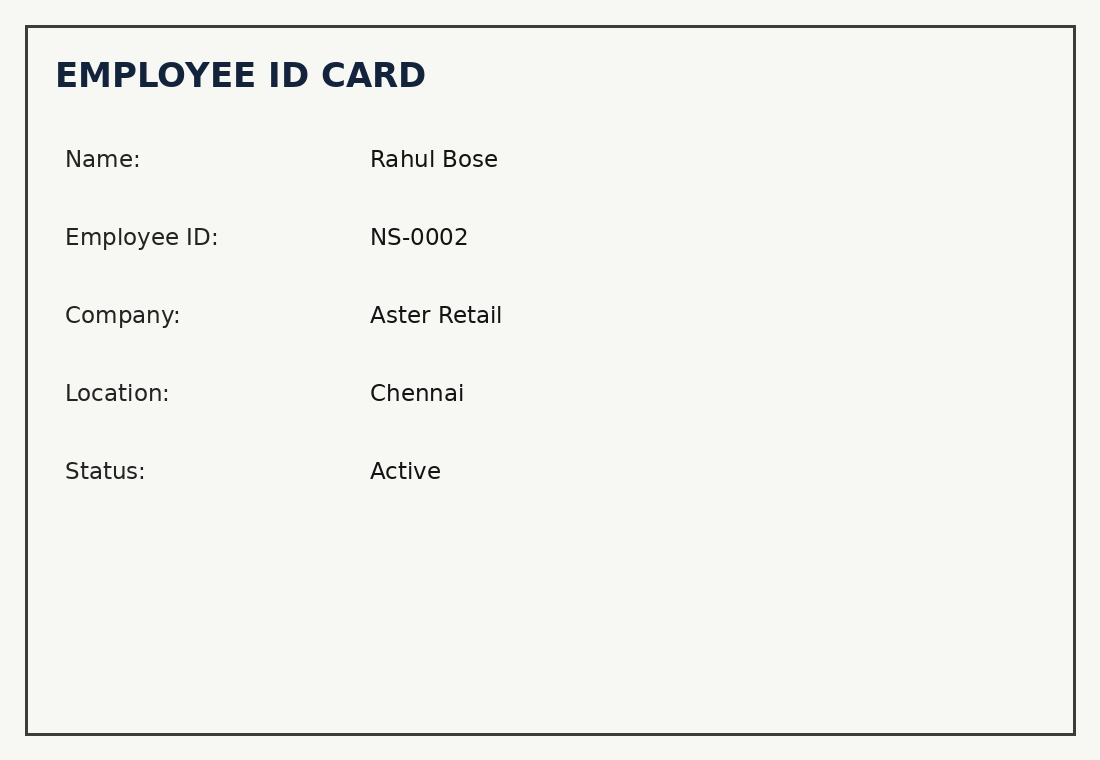 EMPLOYEE ID CARD
Name: Rahul Bose
Employee ID: NS-0002
Company: Aster Retail
Location: Chennai
Status: Active